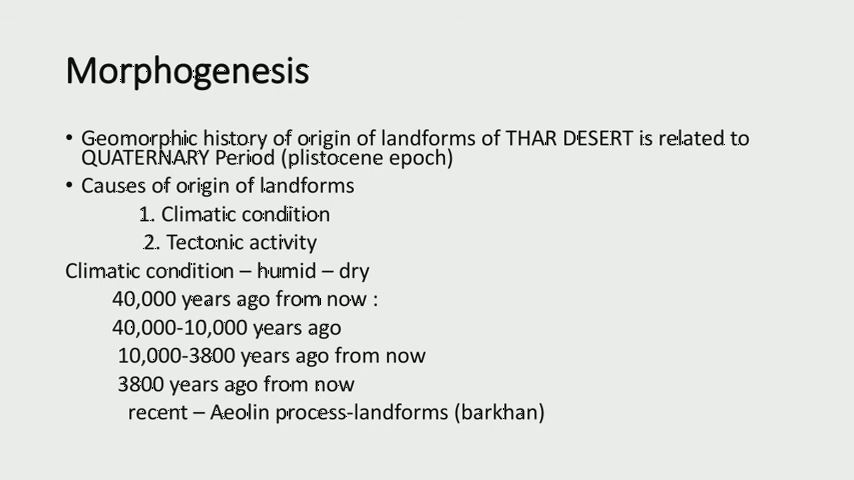 Morphogenesis
• Geomorphic history of origin of landforms of THAR DESERT is related to
QUATERNARY Period (plistocene epoch)
• Causes of origin of landforms
1. Climatic condition
2. Tectonic activity
Climatic condition – humid – dry
40,000 years ago from now :
40,000-10,000 years ago
10,000-3800 years ago from now
3800 years ago from now
recent – Aeolin process-landforms (barkhan)